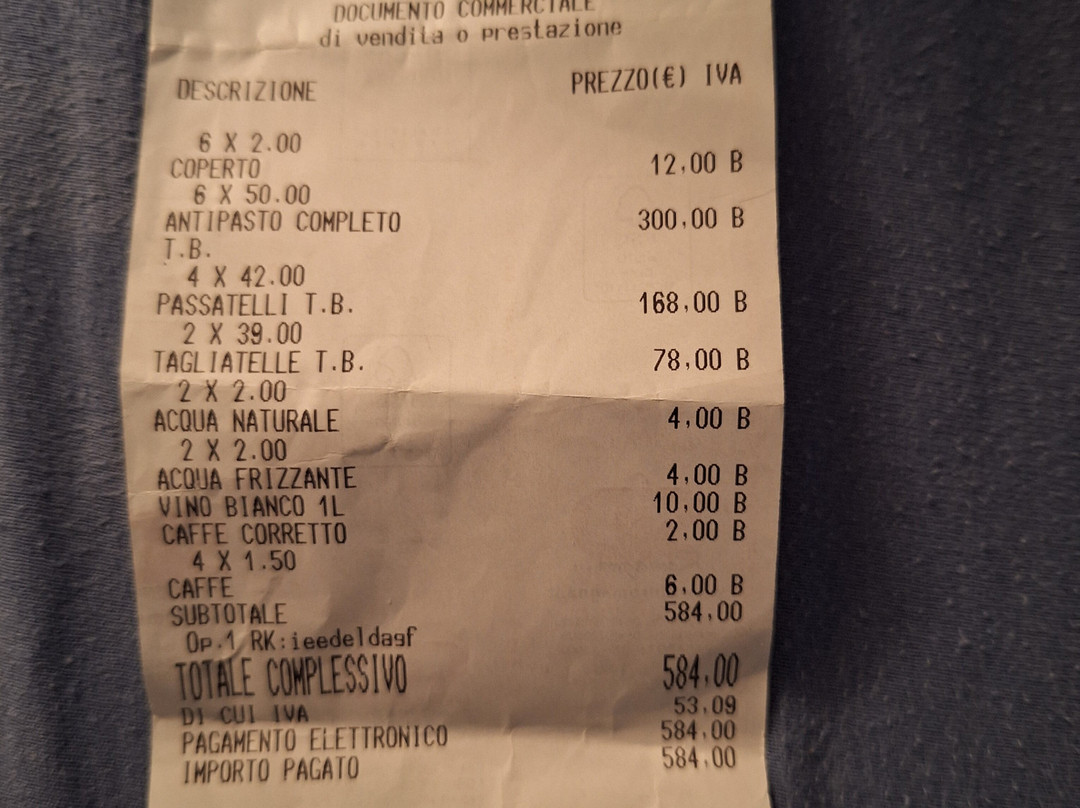 DOCUMENTO COMMERCIALE
di vendita o prestazione
DESCRIZIONE PREZZO(€) IVA
6 X 2.00
COPERTO 12,00 B
6 X 50.00
ANTIPASTO COMPLETO 300,00 B
T.B.
4 X 42.00
PASSATELLI T.B. 168,00 B
2 X 39.00
TAGLIATELLE T.B. 78,00 B
2 X 2.00
ACQUA NATURALE 4,00 B
2 X 2.00
ACQUA FRIZZANTE 4,00 B
VINO BIANCO 1L 10,00 B
CAFFE CORRETTO 2,00 B
4 X 1.50
CAFFE 6,00 B
SUBTOTALE 584,00
Op.1 RK:ieedeldagf
TOTALE COMPLESSIVO 584,00
DI CUI IVA 53,09
PAGAMENTO ELETTRONICO 584,00
IMPORTO PAGATO 584,00